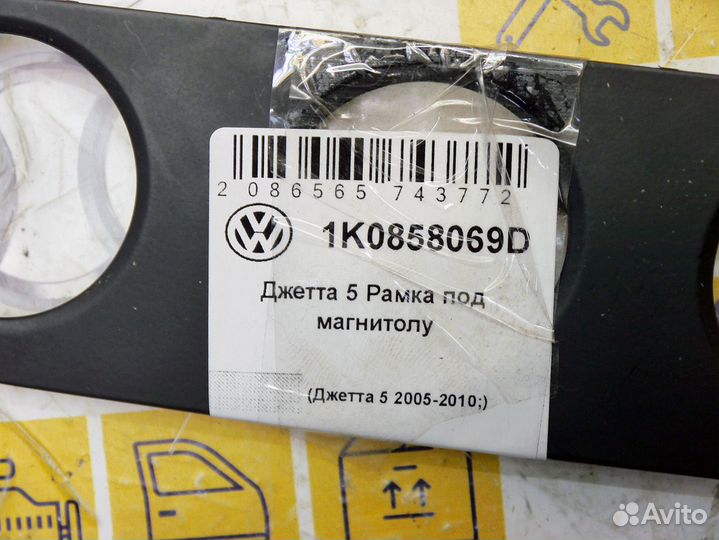 2 086565 743772
1K0858069D
Джетта 5 Рамка под
магнитолу
(Джетта 5 2005-2010;)
Avito